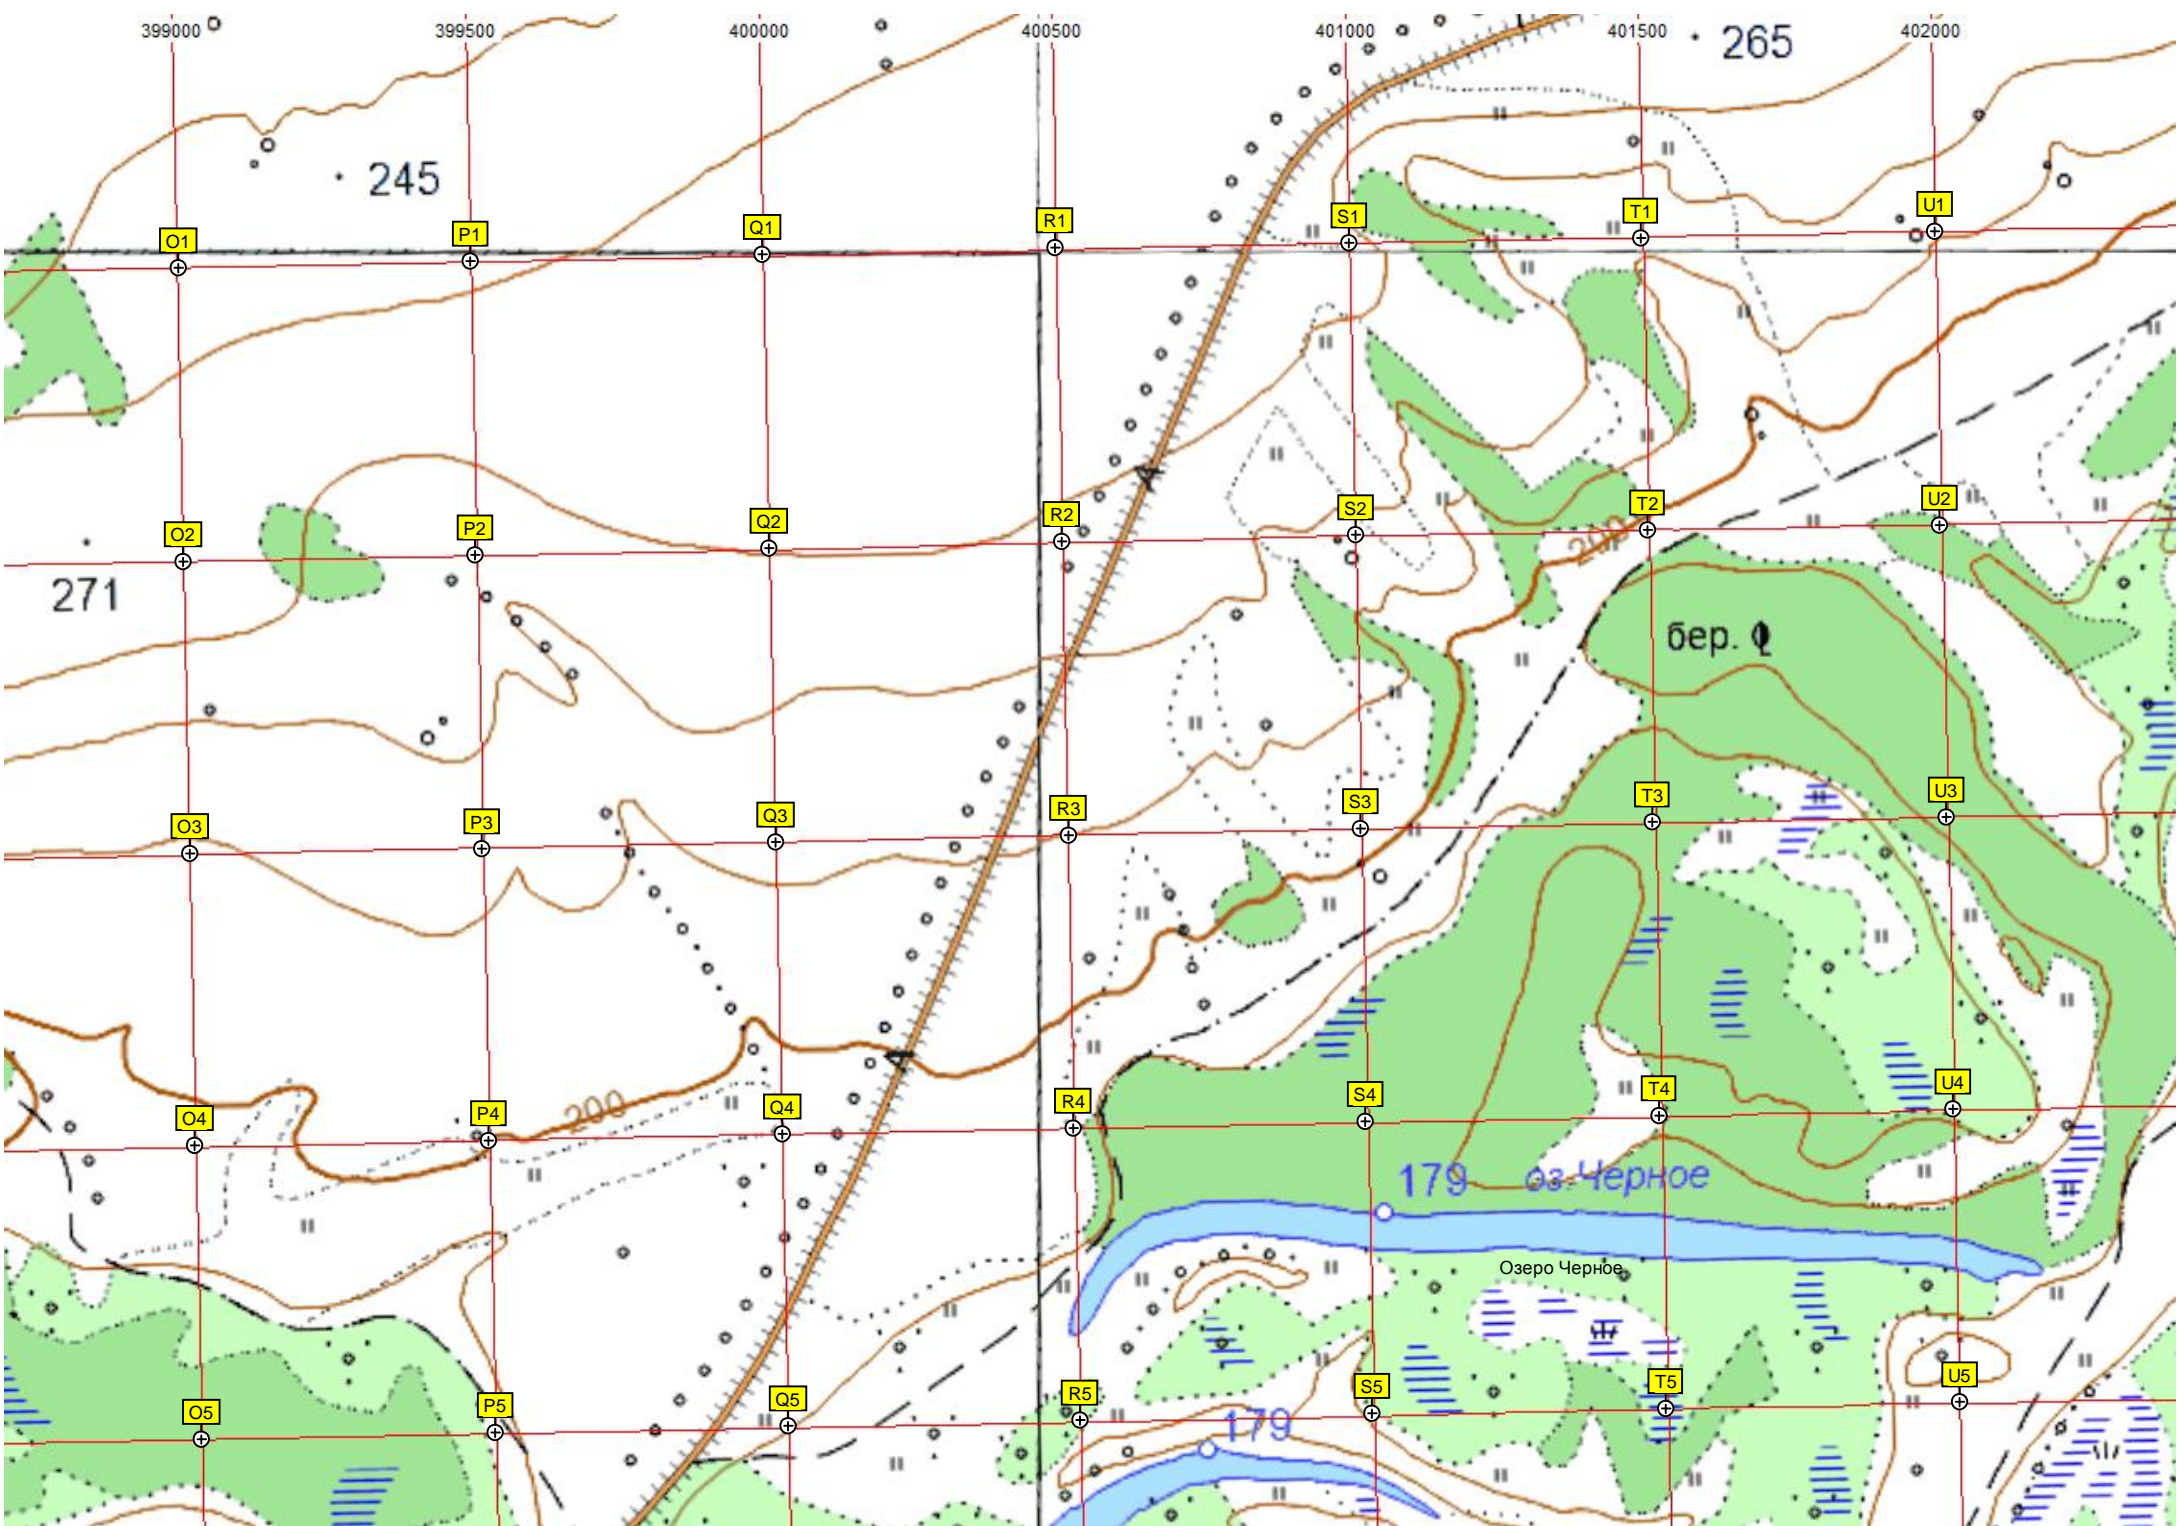 399000 399500 400000 400500 401000 401500 402000
265
245
O1 P1 Q1 R1 S1 T1 U1
O2 P2 Q2 R2 S2 T2 U2
200
271
бер.
O3 P3 Q3 R3 S3 T3 U3
O4 P4 Q4 R4 S4 T4 U4
200
179 оз. Черное
Озеро Черное
O5 P5 Q5 R5 S5 T5 U5
179